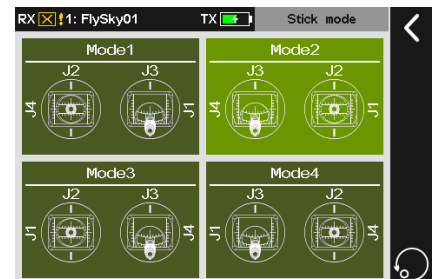 RX !1: FlySky01 TX Stick mode
Mode1 Mode2
J2 J3 J3 J2
J4 J1 J4 J1
Mode3 Mode4
J2 J3 J3 J2
J1 J4 J1 J4